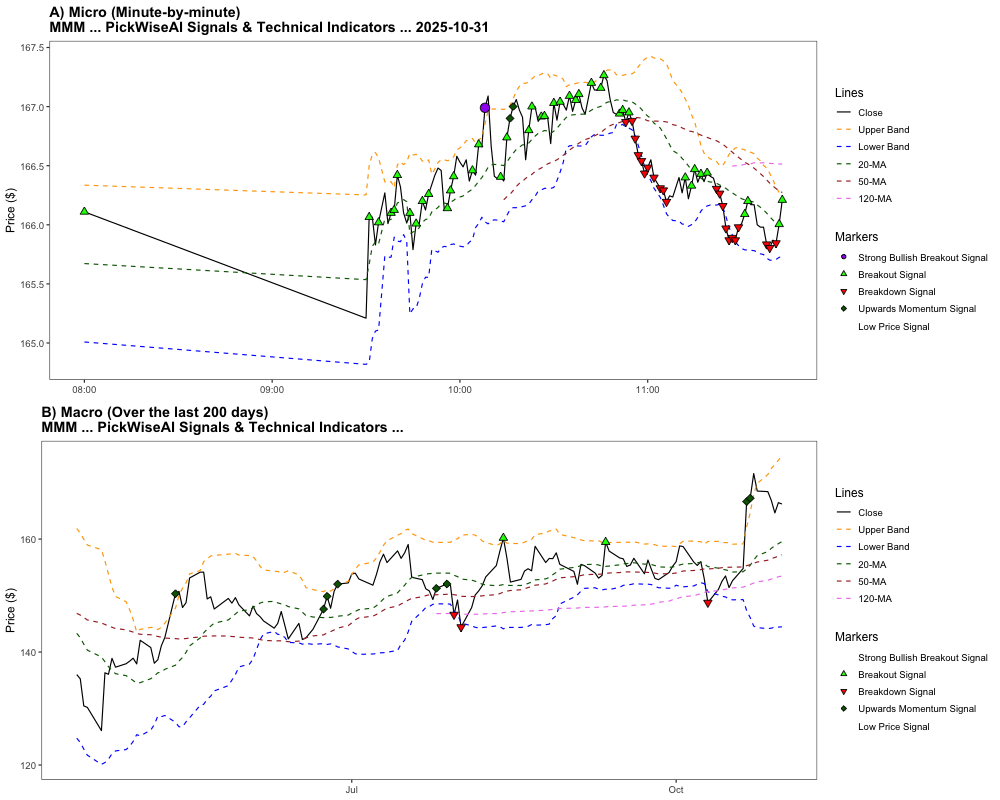 A) Micro (Minute-by-minute)
MMM ... PickWiseAI Signals & Technical Indicators ... 2025-10-31
167.5
167.0
166.5
166.0
165.5
165.0
Price ($)
08:00
09:00
10:00
11:00
Lines
Close
Upper Band
Lower Band
20-MA
50-MA
120-MA
Markers
Strong Bullish Breakout Signal
Breakout Signal
Breakdown Signal
Upwards Momentum Signal
Low Price Signal
B) Macro (Over the last 200 days)
MMM ... PickWiseAI Signals & Technical Indicators ...
160
140
120
Price ($)
Jul
Oct
Lines
Close
Upper Band
Lower Band
20-MA
50-MA
120-MA
Markers
Strong Bullish Breakout Signal
Breakout Signal
Breakdown Signal
Upwards Momentum Signal
Low Price Signal